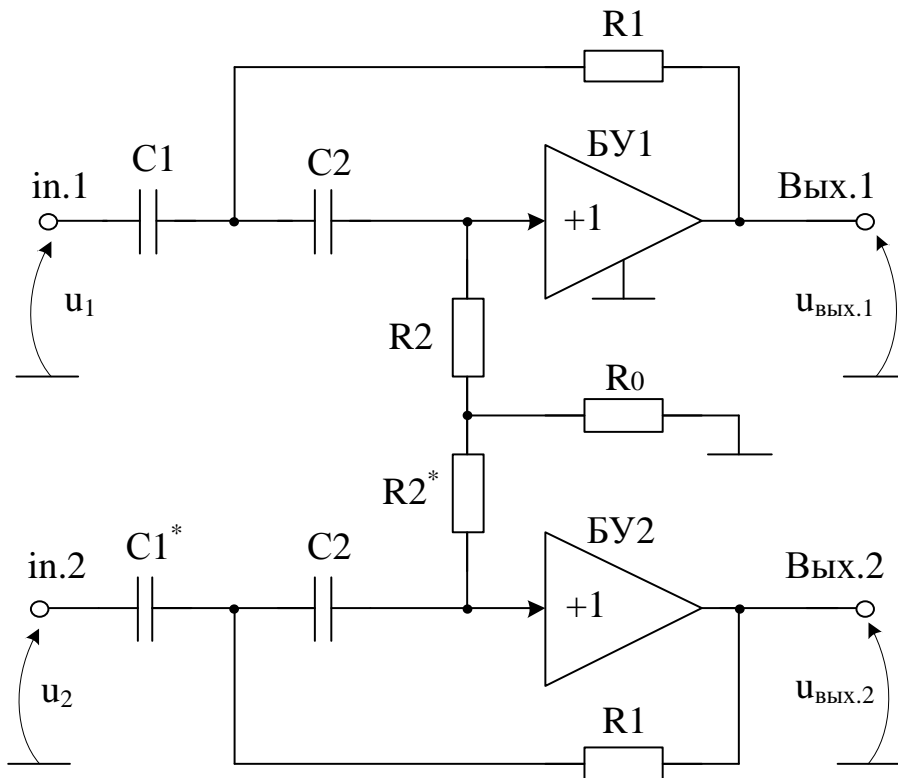 R1
C1
C2
БУ1
in.1
+1
Вых.1
u1
uвых.1
R2
R0
R2*
C1*
C2
БУ2
in.2
+1
Вых.2
u2
uвых.2
R1